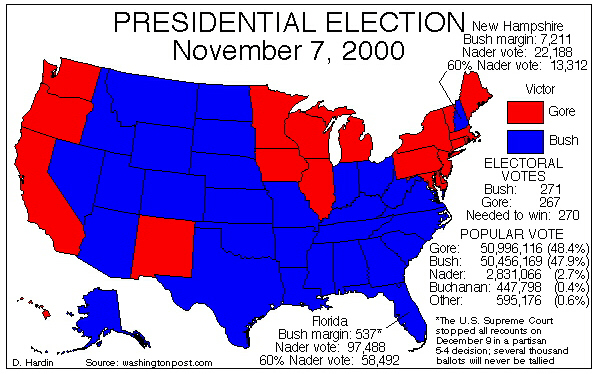 PRESIDENTIAL ELECTION
November 7, 2000
New Hampshire
Bush margin: 7,211
Nader vote: 22,188
60% Nader vote: 13,312
Victor
Gore
Bush
ELECTORAL
VOTES
Bush: 271
Gore: 267
Needed to win: 270
POPULAR VOTE
Gore: 50,996,116 (48.4%)
Bush: 50,456,169 (47.9%)
Nader: 2,831,066 (2.7%)
Buchanan: 447,798 (0.4%)
Other: 595,176 (0.6%)
*The U.S. Supreme Court
stopped all recounts on
December 9 in a partisan
5-4 decision; several thousand
ballots will never be tallied
Florida
Bush margin: 537*
Nader vote: 97,488
60% Nader vote: 58,492
D. Hardin
Source: washingtonpost.com